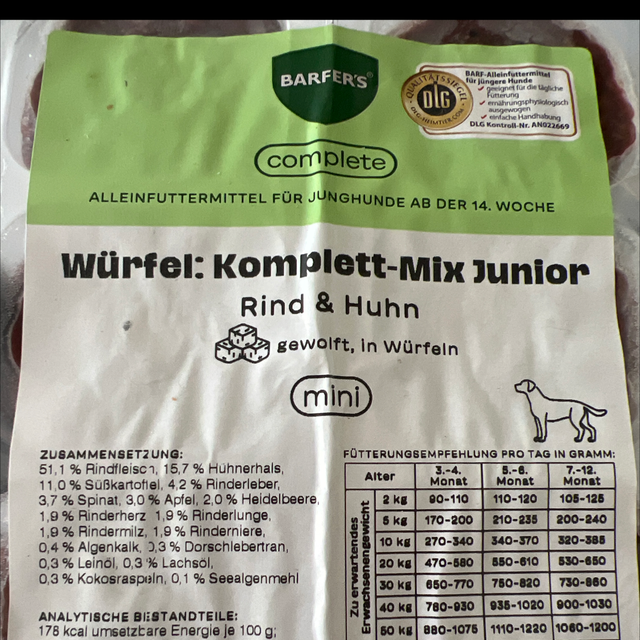 BARFER'S®
QUALITÄTSSIEGEL
DLG
DLG-HEIMTIER.COM
BARF-Alleinfuttermittel
für jüngere Hunde
✓ geeignet für die tägliche
Fütterung
✓ ernährungsphysiologisch
ausgewogen
✓ einfache Handhabung
DLG Kontroll-Nr. AN022669
complete
ALLEINFUTTERMITTEL FÜR JUNGHUNDE AB DER 14. WOCHE
Würfel: Komplett-Mix Junior
Rind & Huhn
gewolft, in Würfeln
mini
ZUSAMMENSETZUNG:
51,1 % Rindfleisch, 15,7 % Hühnerhals,
11,0 % Süßkartoffel, 4,2 % Rinderleber,
3,7 % Spinat, 3,0 % Apfel, 2,0 % Heidelbeere,
1,9 % Rinderherz 1,9 % Rinderlunge,
1,9 % Rindermilz, 1,9 % Rinderniere,
0,4 % Algenkalk, 0,3 % Dorschlebertran,
0,3 % Leinöl, 0,3 % Lachsöl,
0,3 % Kokosraspeln, 0,1 % Seealgenmehl
ANALYTISCHE BESTANDTEILE:
178 kcal umsetzbare Energie je 100 g;
FÜTTERUNGSEMPFEHLUNG PRO TAG IN GRAMM:
Alter 3.-4. Monat 5.-6. Monat 7.-12. Monat
Zu erwartendes
Erwachsenengewicht
2 kg 90-110 110-120 105-125
5 kg 170-200 210-235 200-240
10 kg 270-340 340-370 320-385
20 kg 470-580 550-610 530-650
30 kg 650-770 750-820 730-860
40 kg 780-930 935-1020 900-1030
50 kg 880-1075 1110-1220 1060-1200